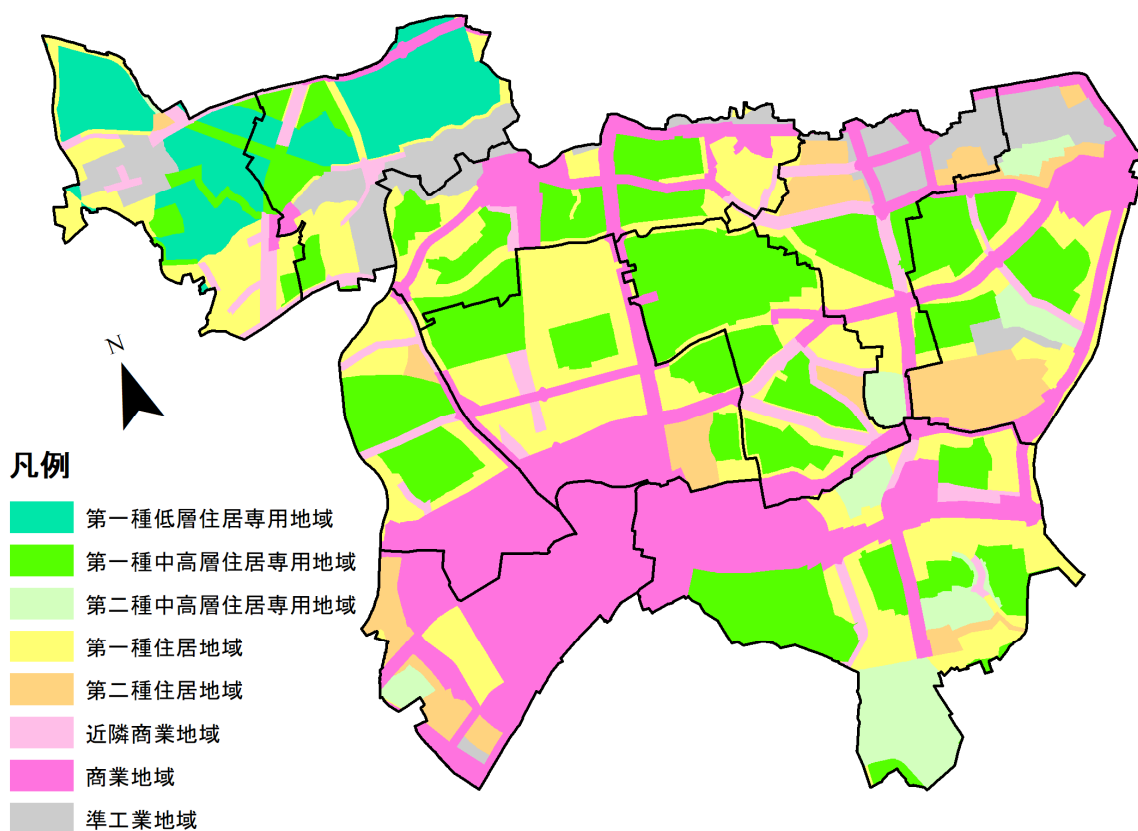 N
凡例
第一種低層住居専用地域
第一種中高層住居専用地域
第二種中高層住居専用地域
第一種住居地域
第二種住居地域
近隣商業地域
商業地域
準工業地域